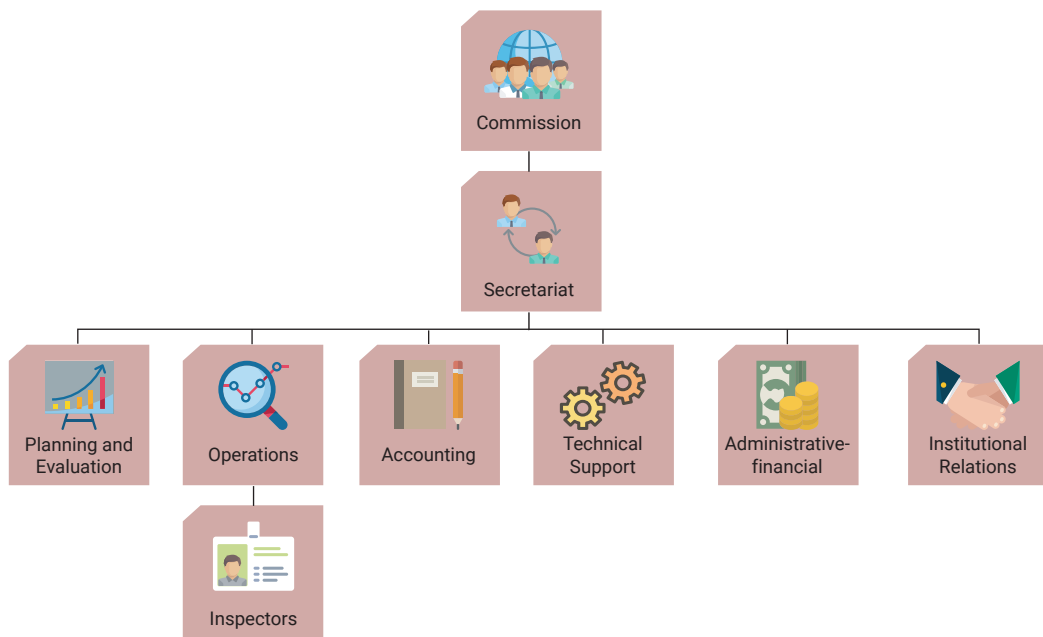 Commission
Secretariat
Planning and
Evaluation
Operations
Accounting
Technical
Support
Administrative-
financial
Institutional
Relations
Inspectors